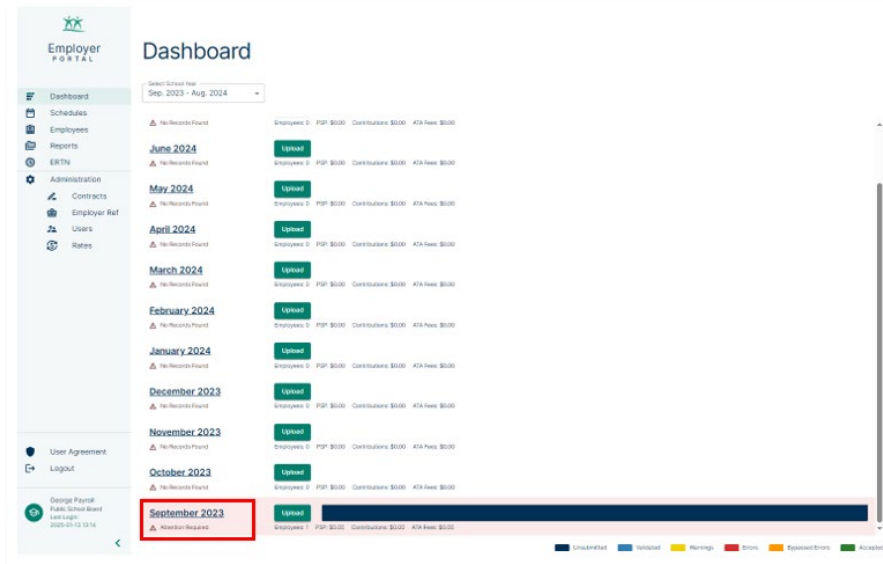 Employer
PORTAL
Dashboard
Select School Year
Sep. 2023 - Aug. 2024
Dashboard
Schedules
Employees
Reports
ERTN
Administration
Contracts
Employer Ref
Users
Rates
User Agreement
Logout
George Payroll
Public School Board
Last Login:
2025-01-13 13:14
No Records Found Employees: 0 PSP: $0.00 Contributions: $0.00 ATA Fees: $0.00
June 2024 Upload
No Records Found Employees: 0 PSP: $0.00 Contributions: $0.00 ATA Fees: $0.00
May 2024 Upload
No Records Found Employees: 0 PSP: $0.00 Contributions: $0.00 ATA Fees: $0.00
April 2024 Upload
No Records Found Employees: 0 PSP: $0.00 Contributions: $0.00 ATA Fees: $0.00
March 2024 Upload
No Records Found Employees: 0 PSP: $0.00 Contributions: $0.00 ATA Fees: $0.00
February 2024 Upload
No Records Found Employees: 0 PSP: $0.00 Contributions: $0.00 ATA Fees: $0.00
January 2024 Upload
No Records Found Employees: 0 PSP: $0.00 Contributions: $0.00 ATA Fees: $0.00
December 2023 Upload
No Records Found Employees: 0 PSP: $0.00 Contributions: $0.00 ATA Fees: $0.00
November 2023 Upload
No Records Found Employees: 0 PSP: $0.00 Contributions: $0.00 ATA Fees: $0.00
October 2023 Upload
No Records Found Employees: 0 PSP: $0.00 Contributions: $0.00 ATA Fees: $0.00
September 2023 Upload
Attention Required Employees: 1 PSP: $0.00 Contributions: $0.00 ATA Fees: $0.00
Unsubmitted Validated Warnings Errors Bypassed Errors Accepted